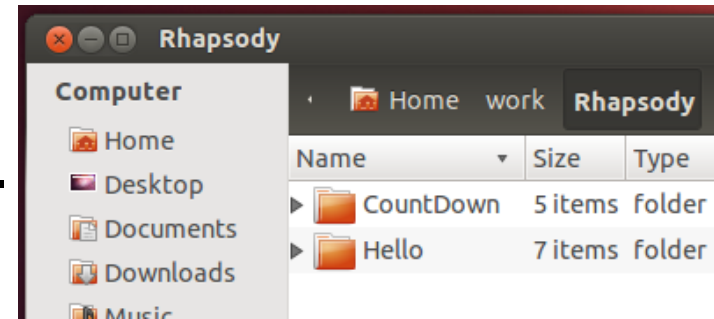 Rhapsody
Computer
Home
Desktop
Documents
Downloads
Music
Home work Rhapsody
Name Size Type
CountDown 5 items folder
Hello 7 items folder